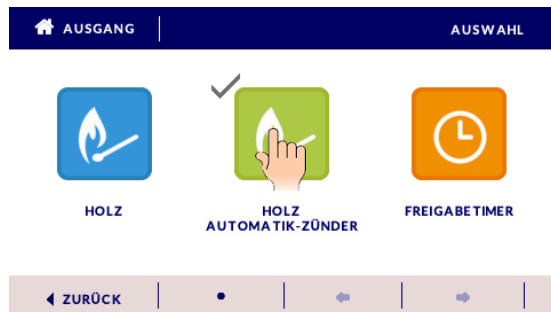 AUSGANG
AUSWAHL
HOLZ
HOLZ
AUTOMATIK-ZÜNDER
FREIGABETIMER
ZURÜCK